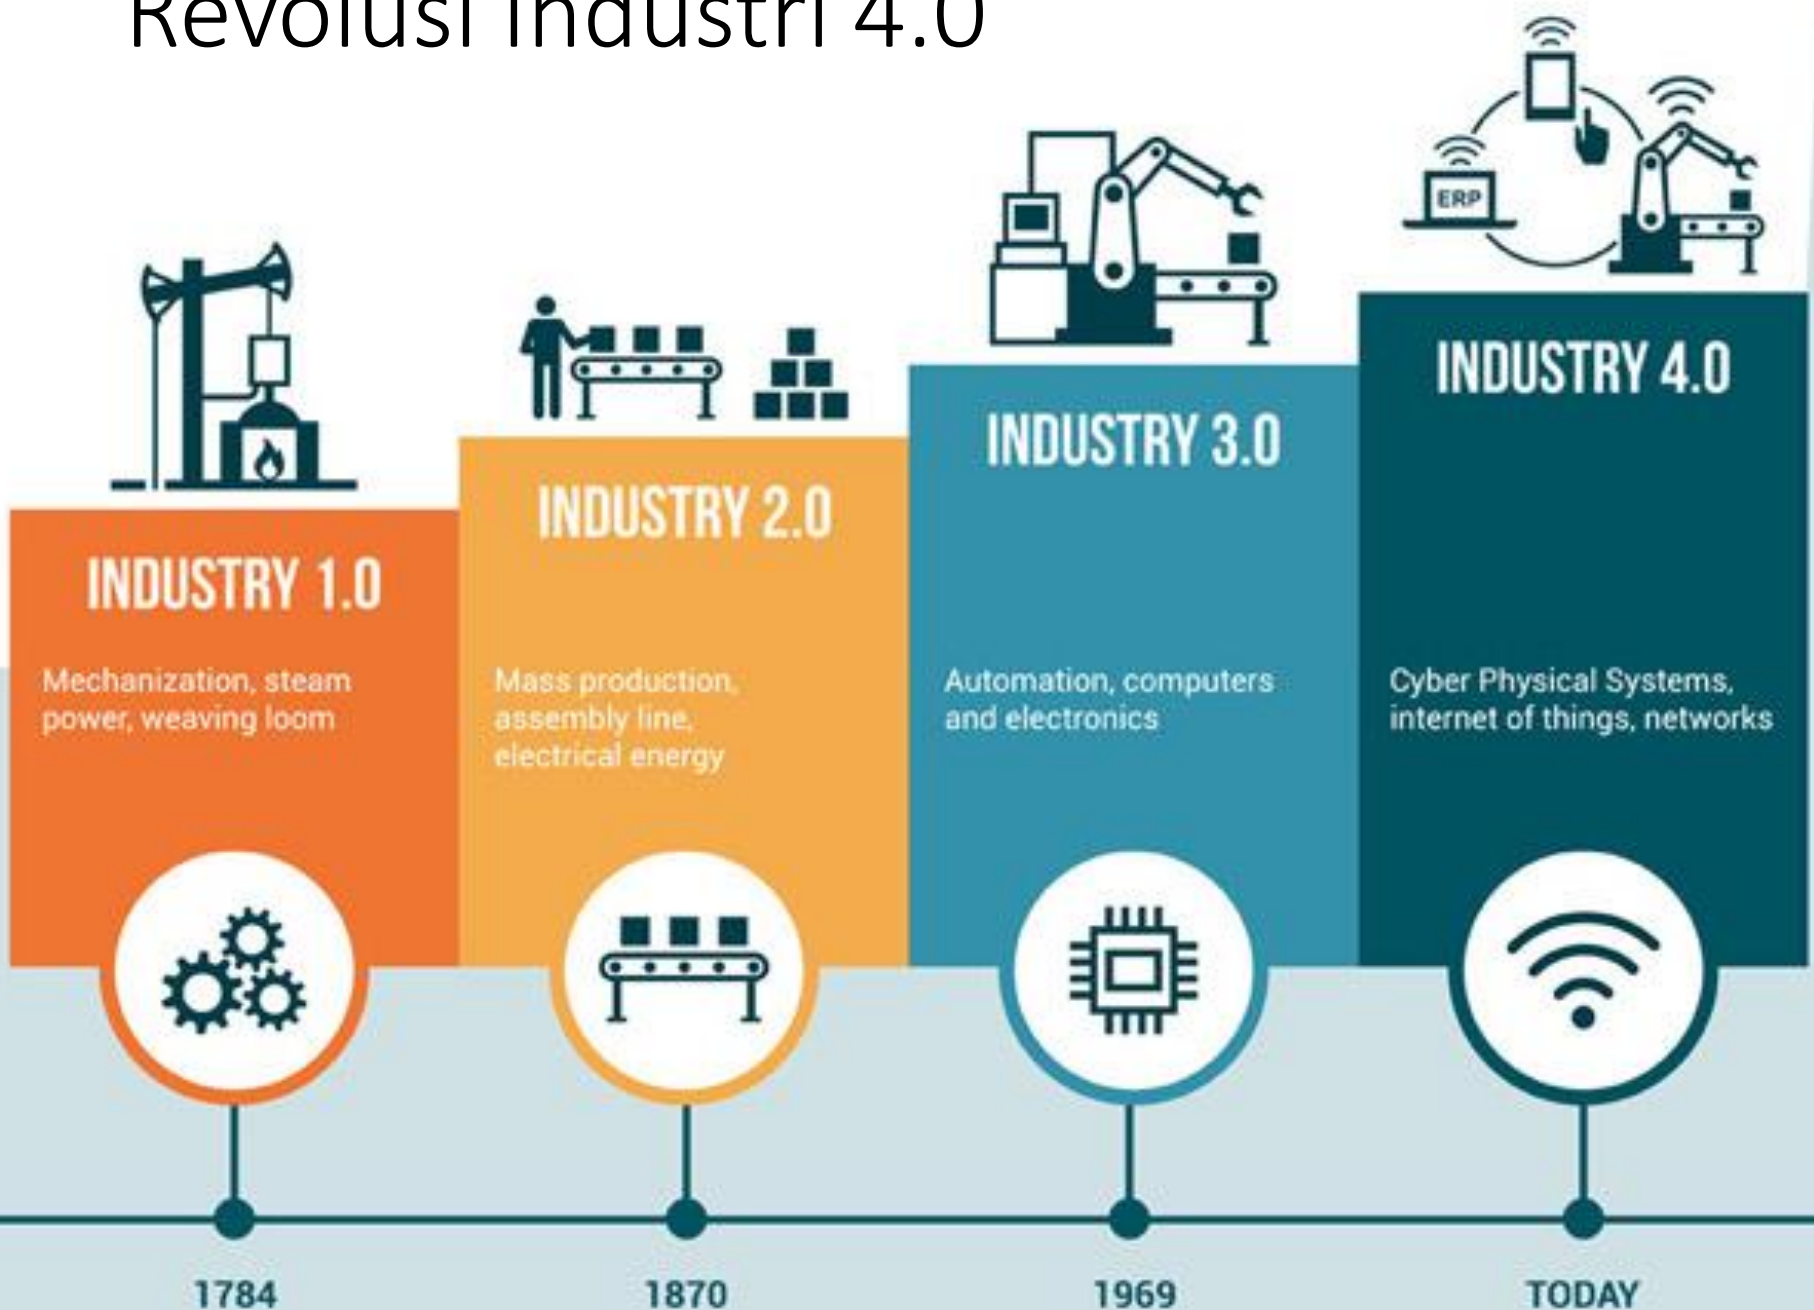 Revolusi Industri 4.0
ERP
INDUSTRY 1.0
Mechanization, steam
power, weaving loom
INDUSTRY 2.0
Mass production,
assembly line,
electrical energy
INDUSTRY 3.0
Automation, computers
and electronics
INDUSTRY 4.0
Cyber Physical Systems,
internet of things, networks
1784
1870
1969
TODAY